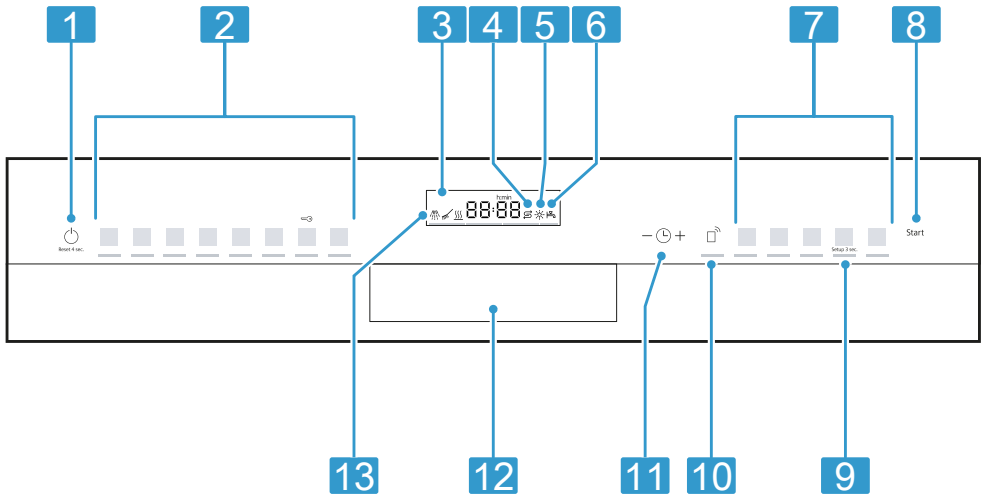 1 2 3 4 5 6 7 8
h:min
88:88
Reset 4 sec.
− +
Setup 3 sec.
Start
13 12 11 10 9